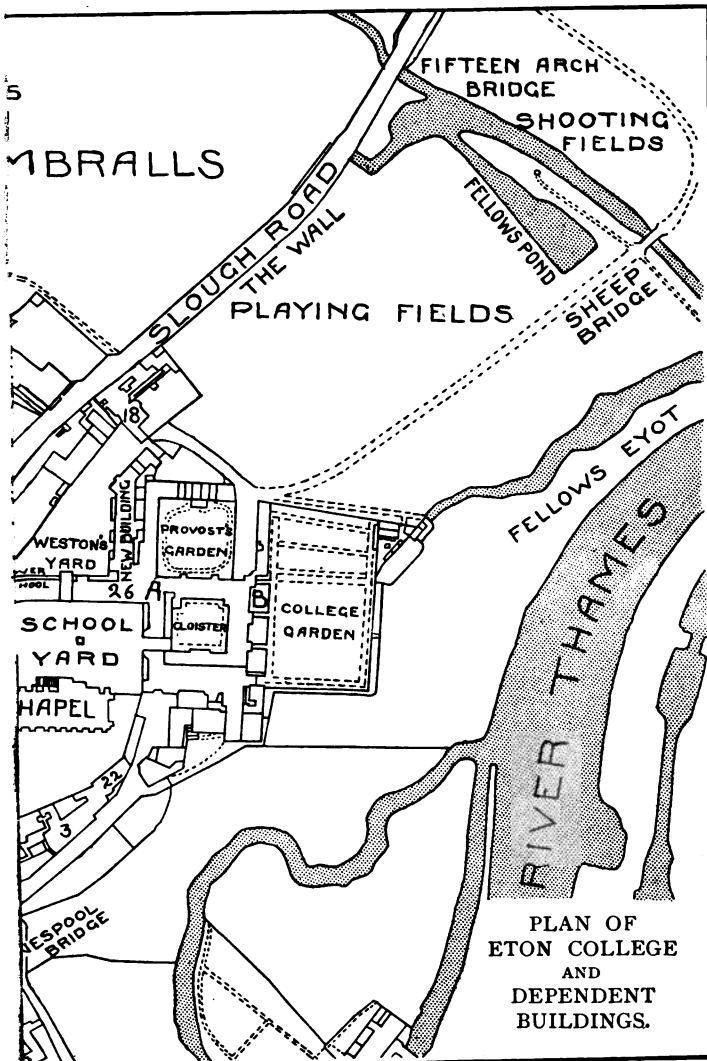 5
MBRALLS
FIFTEEN ARCH
BRIDGE
SHOOTING
FIELDS
FELLOWS POND
SLOUGH ROAD
THE WALL
PLAYING FIELDS
SHEEP
BRIDGE
18
FELLOWS EYOT
NEW BUILDING
PROVOST'S
GARDEN
WESTON'S
YARD
26
A
B
COLLEGE
GARDEN
CLOISTER
SCHOOL
YARD
HAPEL
22
3
RIVER THAMES
ESPOOL
BRIDGE
PLAN OF
ETON COLLEGE
AND
DEPENDENT
BUILDINGS.